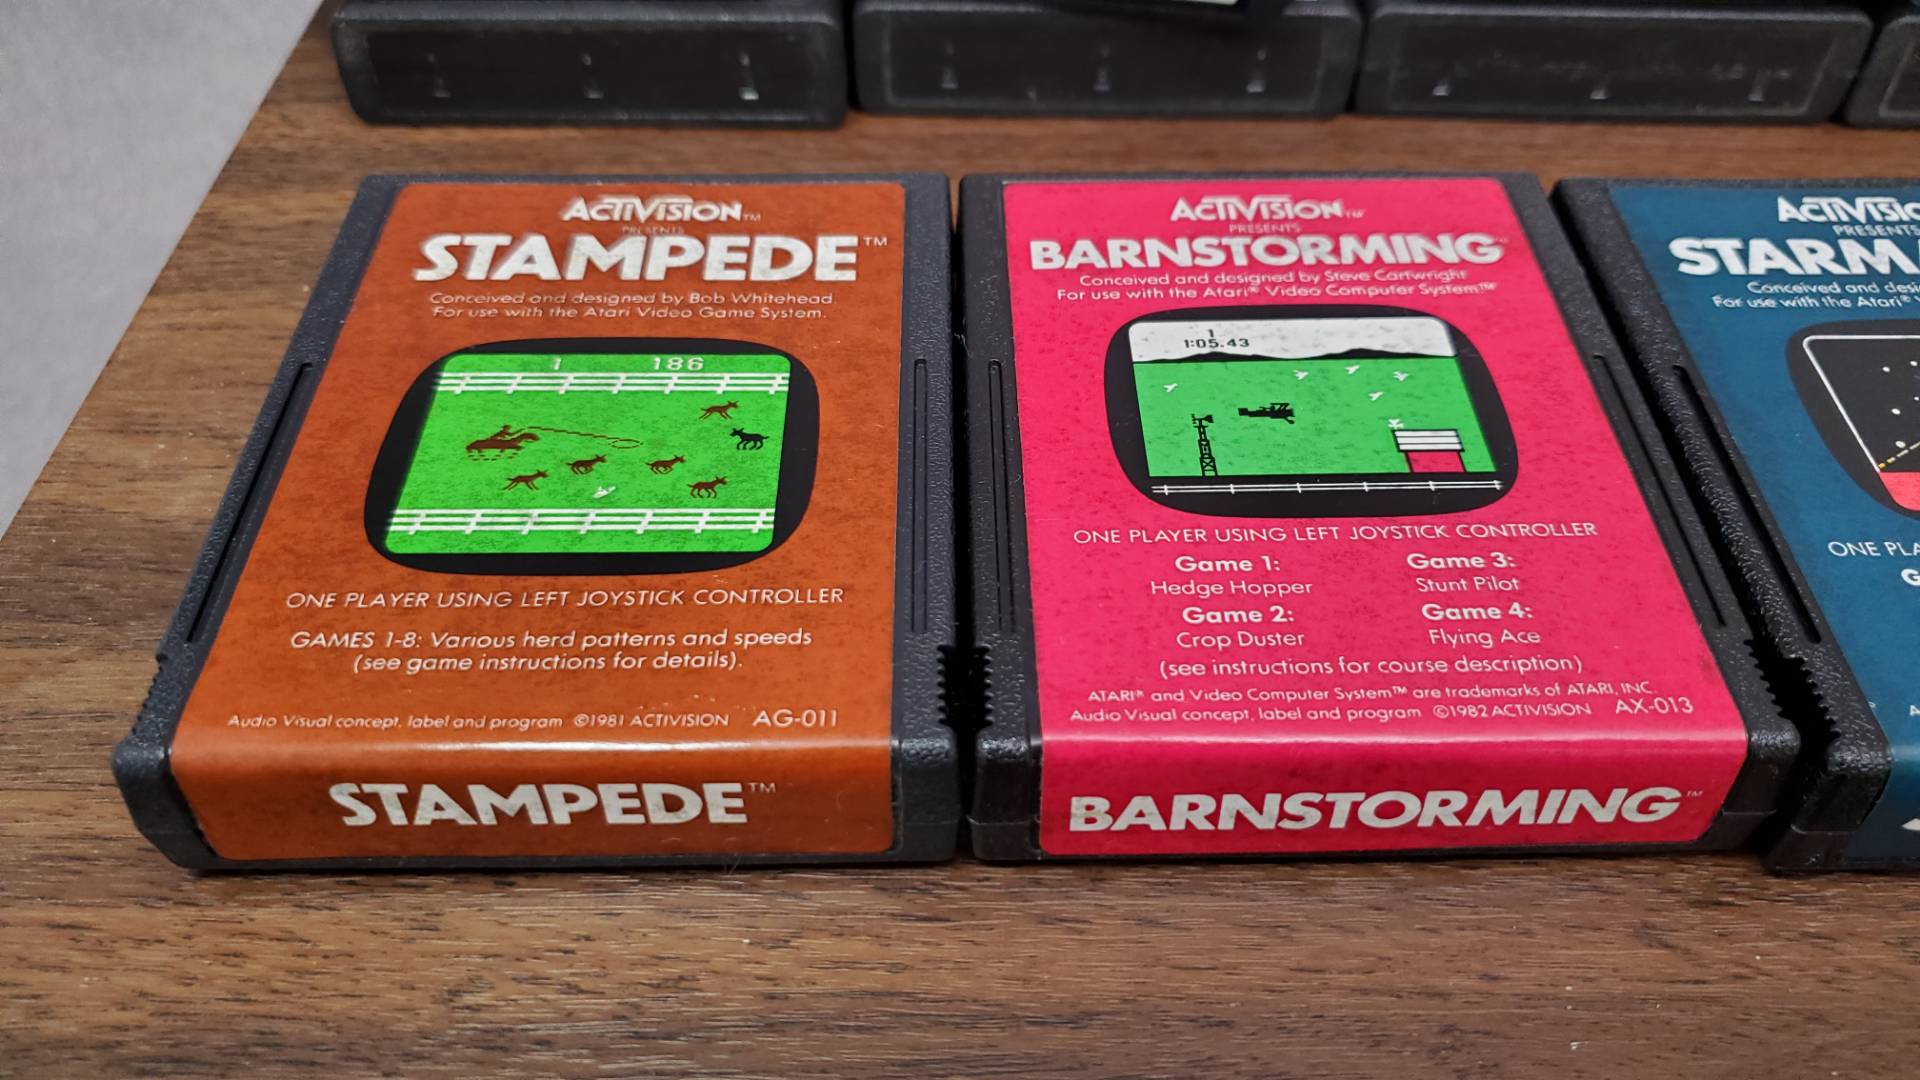 ACTIVISION™
PRESENTS
STAMPEDE™
Conceived and designed by Bob Whitehead
For use with the Atari Video Game System.
1 186
ONE PLAYER USING LEFT JOYSTICK CONTROLLER
GAMES 1-8: Various herd patterns and speeds
(see game instructions for details).
Audio Visual concept, label and program ©1981 ACTIVISION AG-011
STAMPEDE™
ACTIVISION™
PRESENTS
BARNSTORMING™
Conceived and designed by Steve Cartwright
For use with the Atari® Video Computer System™
1
1:05.43
ONE PLAYER USING LEFT JOYSTICK CONTROLLER
Game 1: Game 3:
Hedge Hopper Stunt Pilot
Game 2: Game 4:
Crop Duster Flying Ace
(see instructions for course description)
ATARI® and Video Computer System™ are trademarks of ATARI, INC.
Audio Visual concept, label and program ©1982 ACTIVISION AX-013
BARNSTORMING™
PRESENTS
Conceived and
For use with the Atari®
ONE